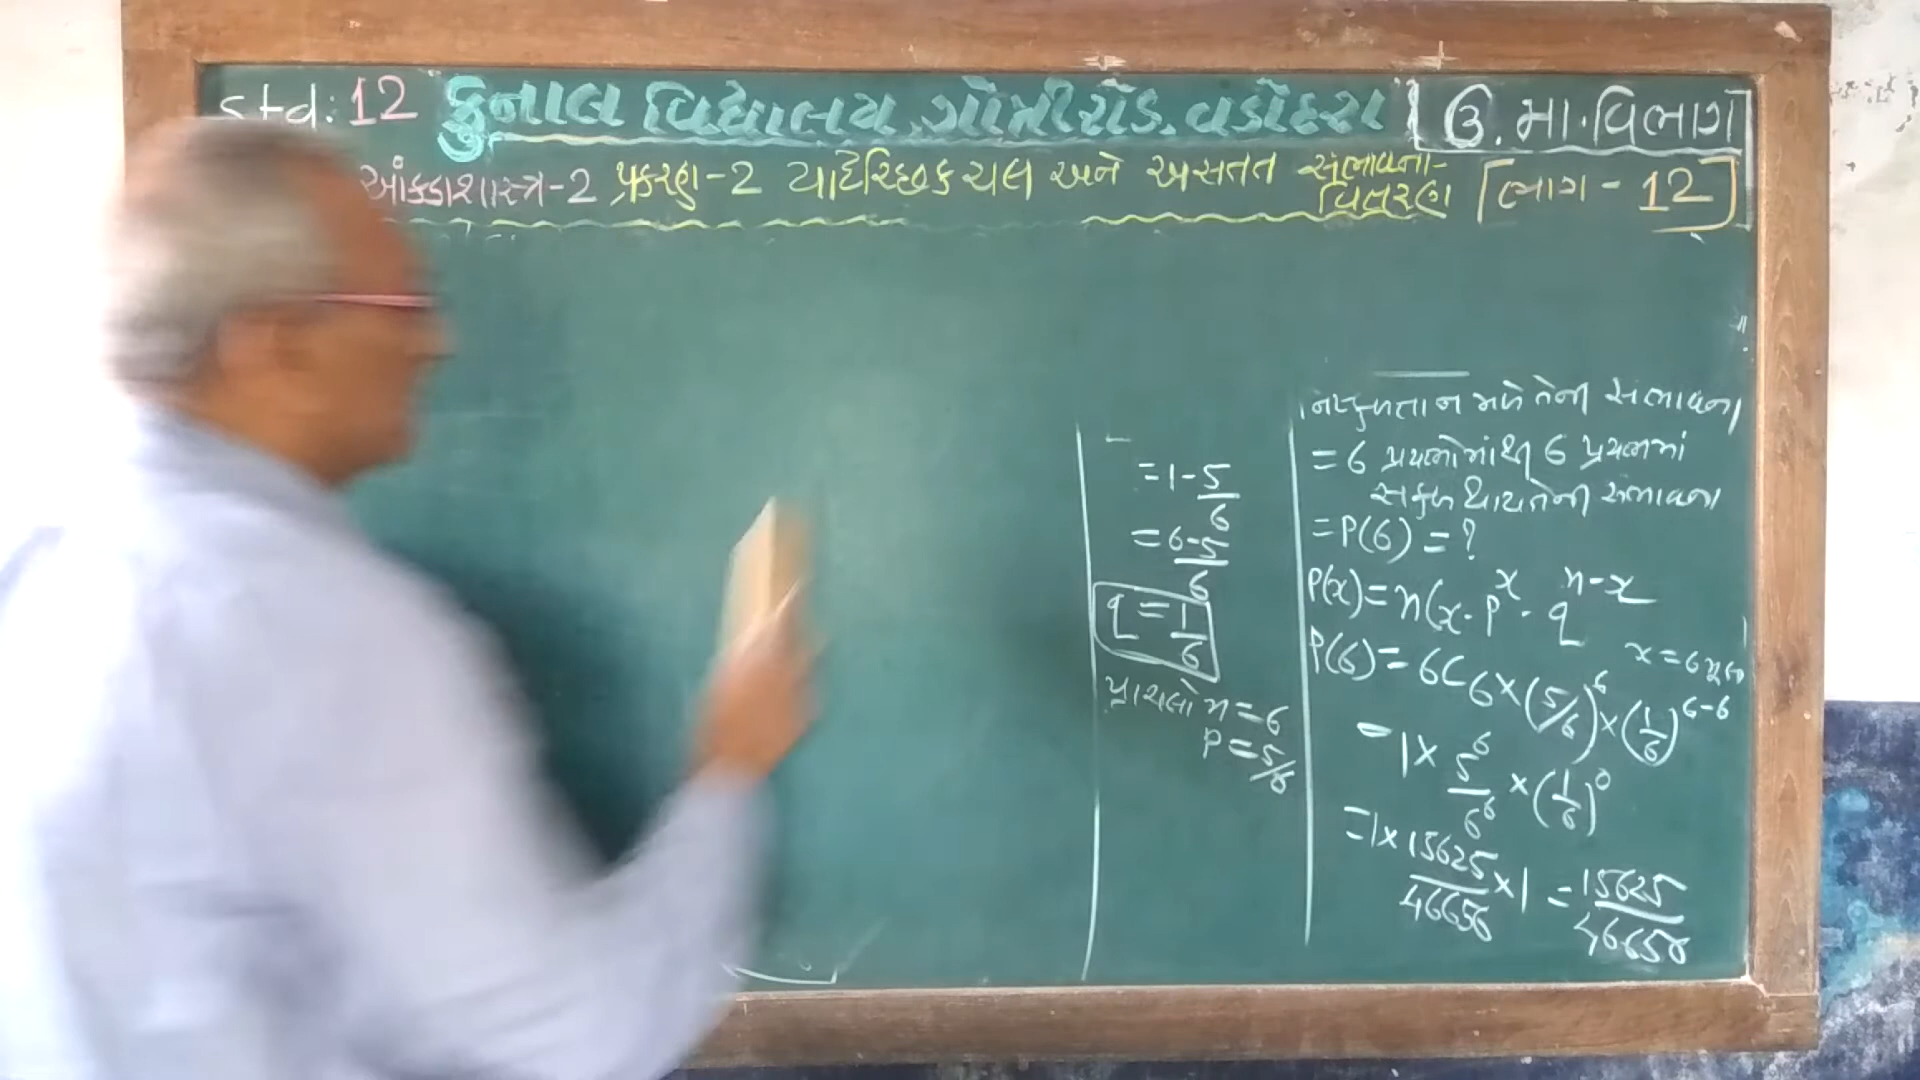 Std: 12 કુનાલ વિદ્યાલય, ગોત્રીરોડ, વડોદરા ઉ.મા.વિભાગ
આંકડાશાસ્ત્ર-2 પ્રકરણ-2 યાદચ્છિક ચલ અને અસતત સંભાવના-
વિતરણ [ભાગ - 12]
= 1 - 5/6
= 6-5/6
q = 1/6
પ્રાચલો n = 6
P = 5/6
નિષ્ફળતા ન મળે તેની સંભાવના
= 6 પ્રયત્નોમાંથી 6 પ્રયત્નમાં
સફળ થાય તેની સંભાવના
= P(6) = ?
P(x) = nCx . p^x . q^n-x
x = 6 મૂકતા
P(6) = 6C6 × (5/6)^6 × (1/6)^6-6
= 1 × 5^6/6^6 × (1/6)^0
= 1 × 15625/46656 × 1 = 15625/46656